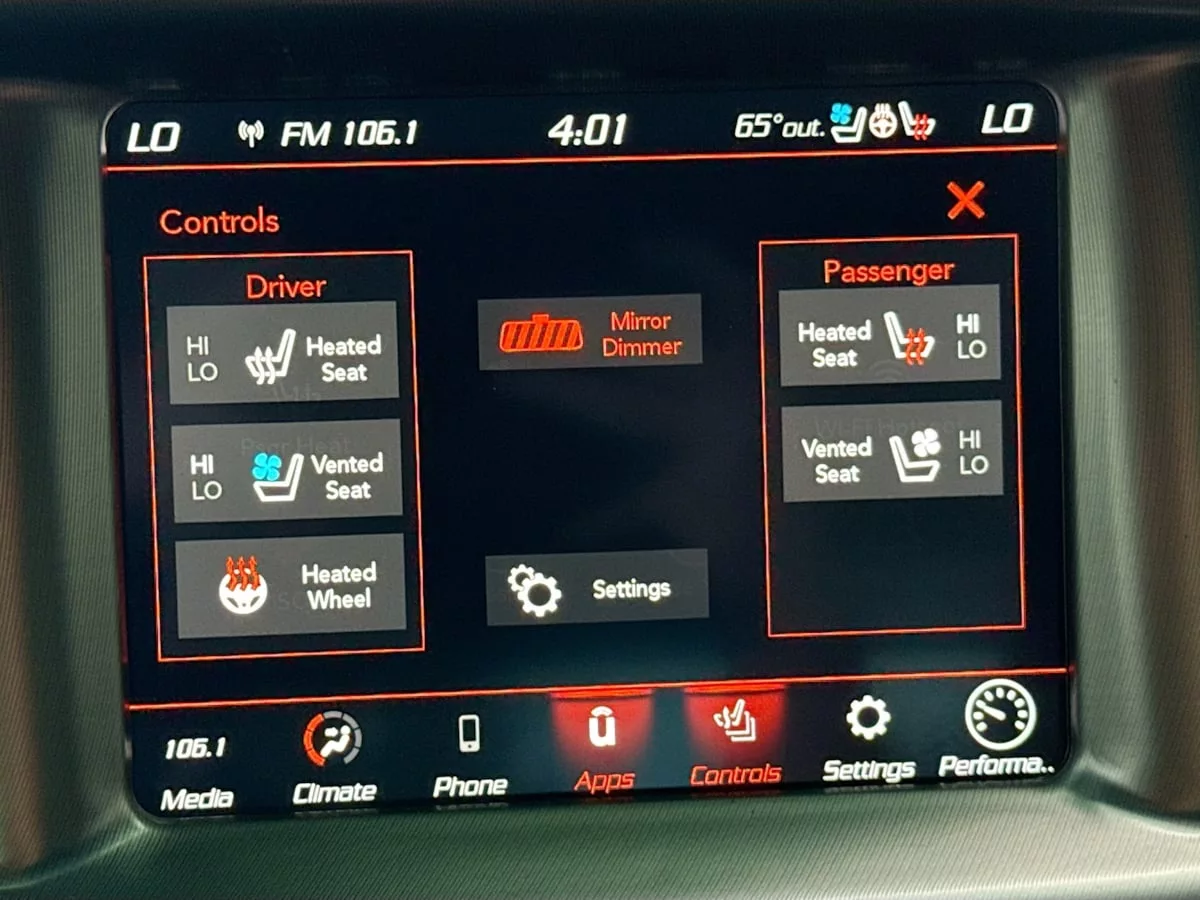 LO FM 106.1 4:01 65° out. LO
Controls
Driver
HI
LO
Heated
Seat
HI
LO
Vented
Seat
Heated
Wheel
Mirror
Dimmer
Settings
Passenger
Heated
Seat
HI
LO
Vented
Seat
HI
LO
106.1
Media
Climate
Phone
Apps
Controls
Settings
Performa..